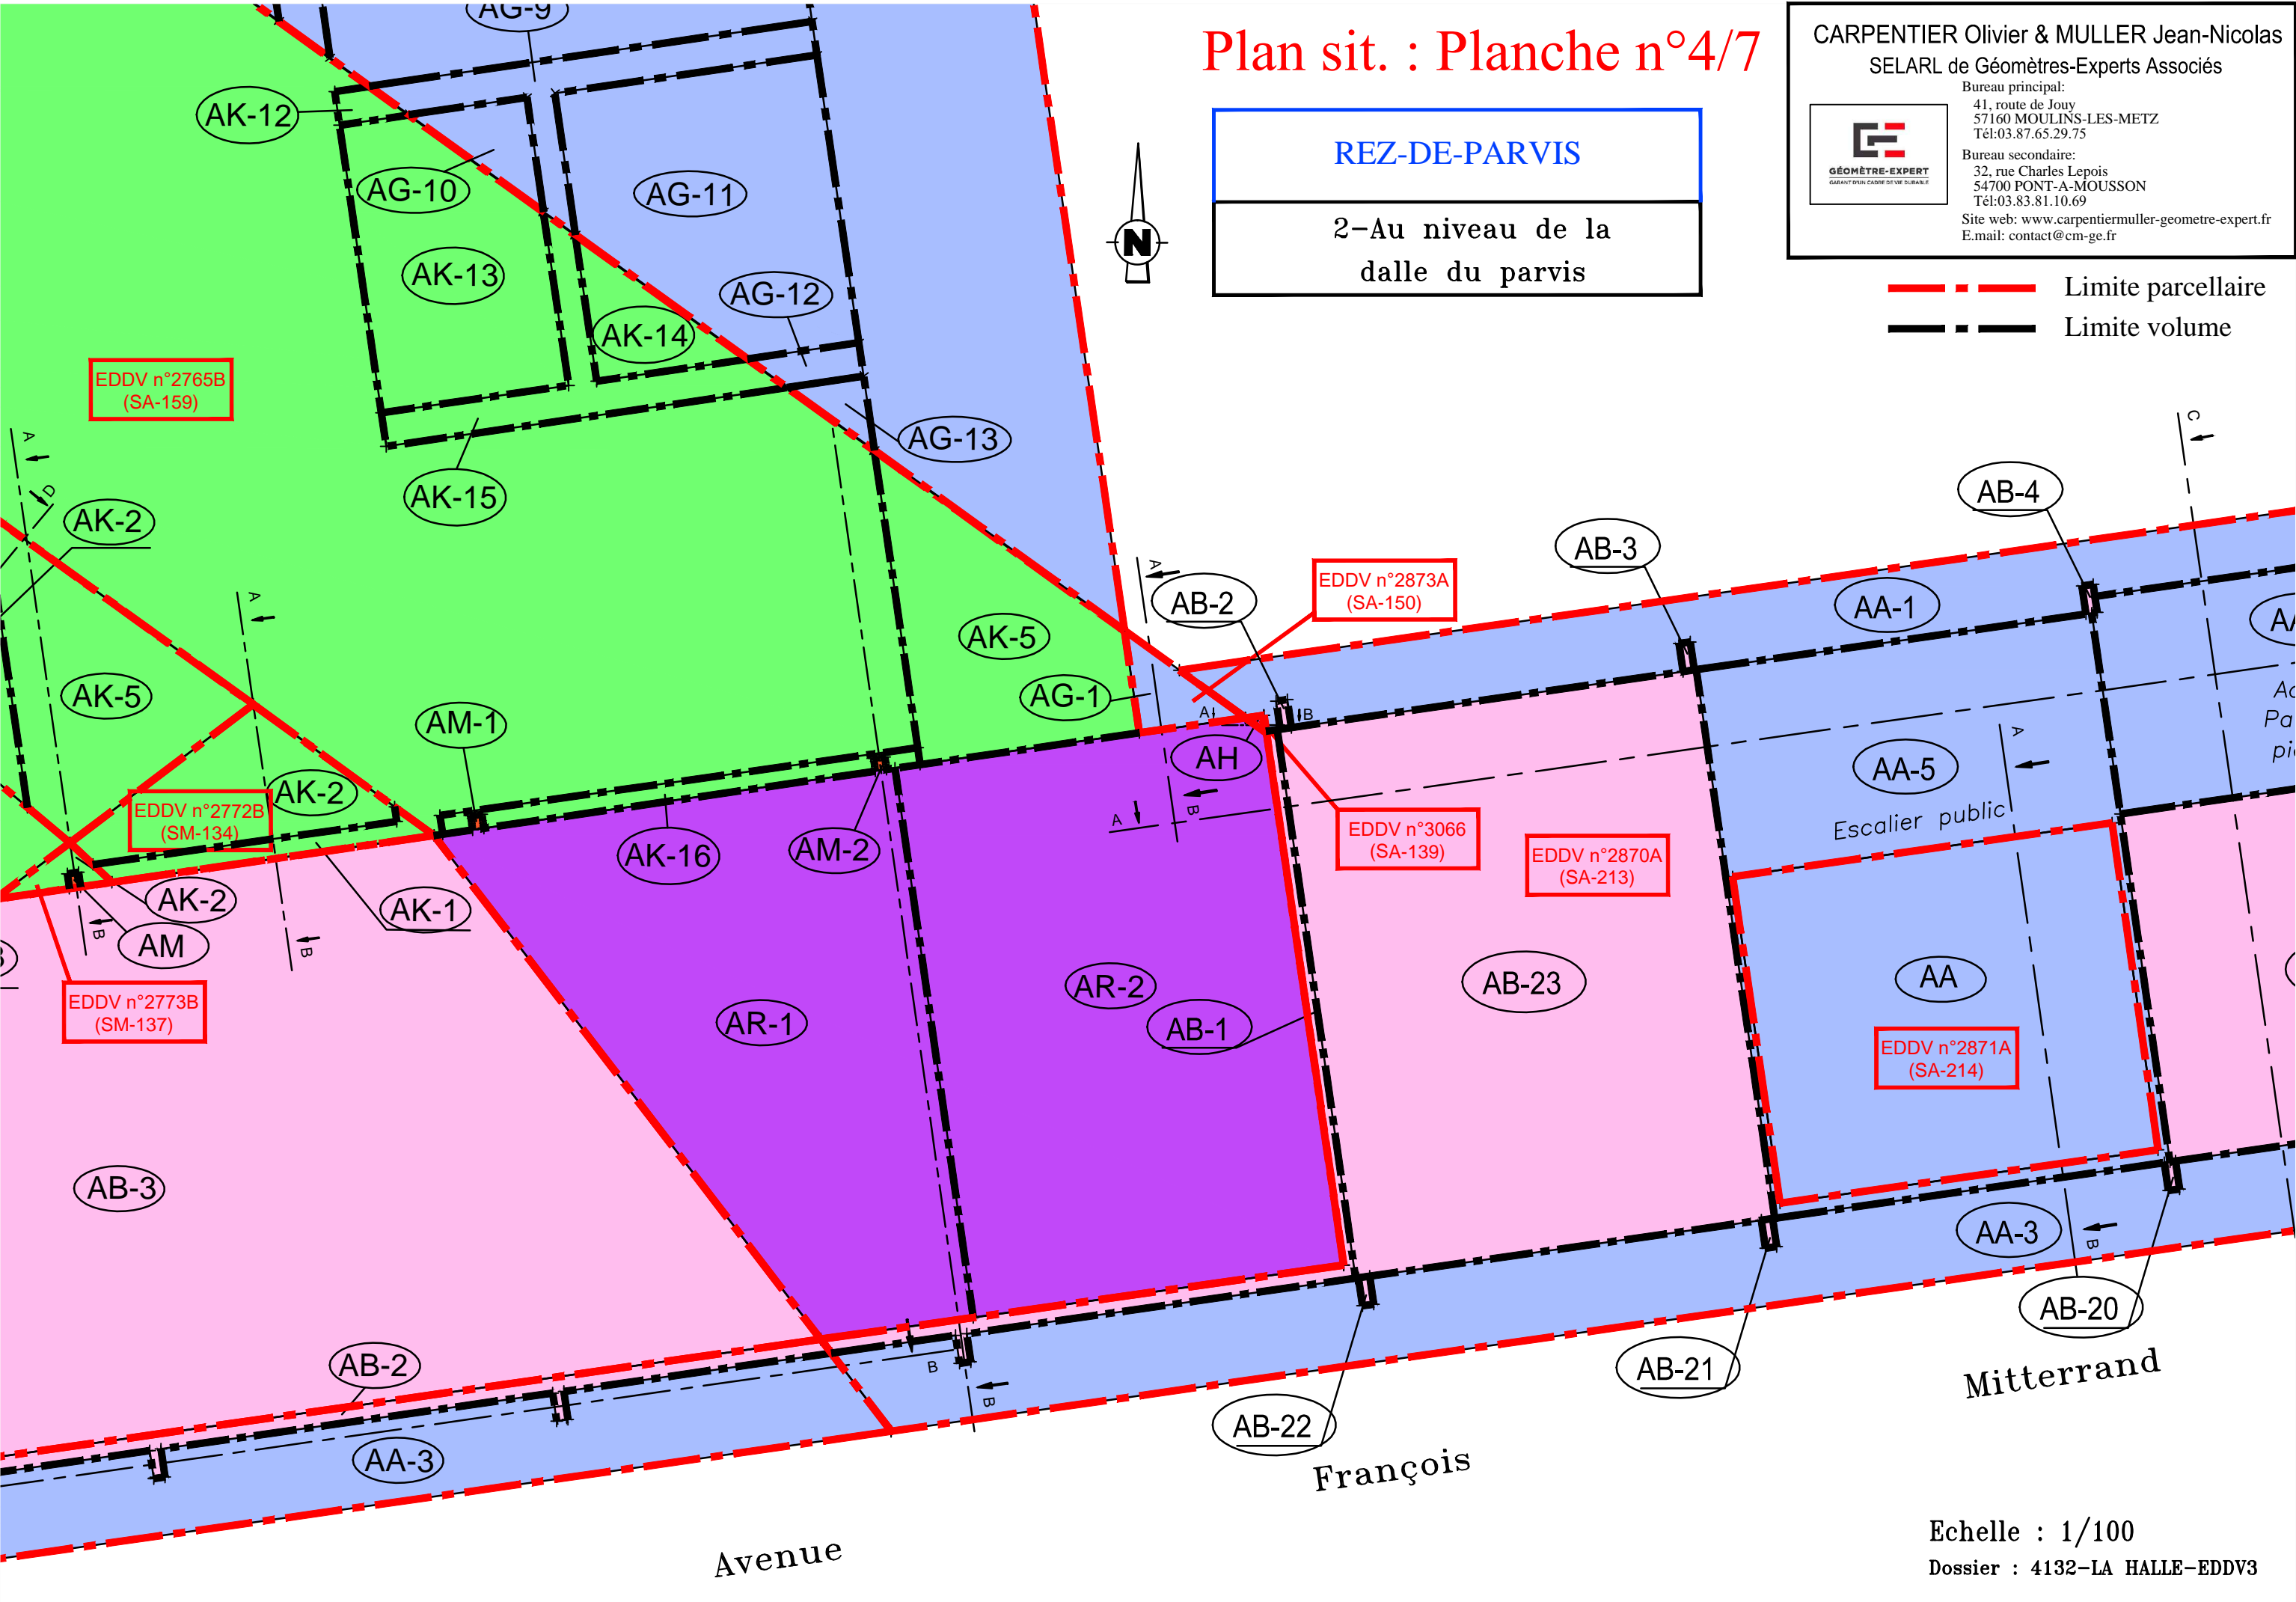 Plan sit. : Planche n°4/7
REZ-DE-PARVIS
2-Au niveau de la
dalle du parvis
CARPENTIER Olivier & MULLER Jean-Nicolas
SELARL de Géomètres-Experts Associés
Bureau principal:
41, route de Jouy
57160 MOULINS-LES-METZ
Tél:03.87.65.29.75
Bureau secondaire:
32, rue Charles Lepois
54700 PONT-A-MOUSSON
Tél:03.83.81.10.69
Site web: www.carpentiermuller-geometre-expert.fr
E.mail: contact@cm-ge.fr
GÉOMÈTRE-EXPERT
GARANT D'UN CADRE DE VIE DURABLE
Limite parcellaire
Limite volume
N
AG-9
AK-12
AG-10
AG-11
AK-13
AG-12
AK-14
EDDV n°2765B
(SA-159)
AG-13
AK-15
A
D
AK-2
C
AB-4
AB-3
A
EDDV n°2873A
(SA-150)
AB-2
AA-1
A
AK-5
AK-5
AG-1
A
B
AM-1
AH
AA-5
A
Escalier public
AK-2
EDDV n°2772B
(SM-134)
B
A
EDDV n°3066
(SA-139)
EDDV n°2870A
(SA-213)
AK-16
AM-2
AK-2
AK-1
AM
B
B
EDDV n°2773B
(SM-137)
AR-1
AR-2
AB-1
AB-23
AA
EDDV n°2871A
(SA-214)
AB-3
AA-3
B
AB-20
AB-2
B
B
AB-21
AB-22
AA-3
Avenue
François
Mitterrand
Echelle : 1/100
Dossier : 4132-LA HALLE-EDDV3